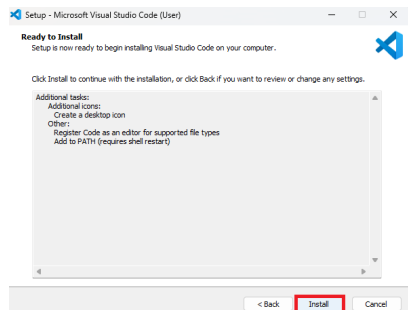 Setup - Microsoft Visual Studio Code (User)
Ready to Install
Setup is now ready to begin installing Visual Studio Code on your computer.
Click Install to continue with the installation, or click Back if you want to review or change any settings.
Additional tasks:
Additional icons:
Create a desktop icon
Other:
Register Code as an editor for supported file types
Add to PATH (requires shell restart)
< Back Install Cancel